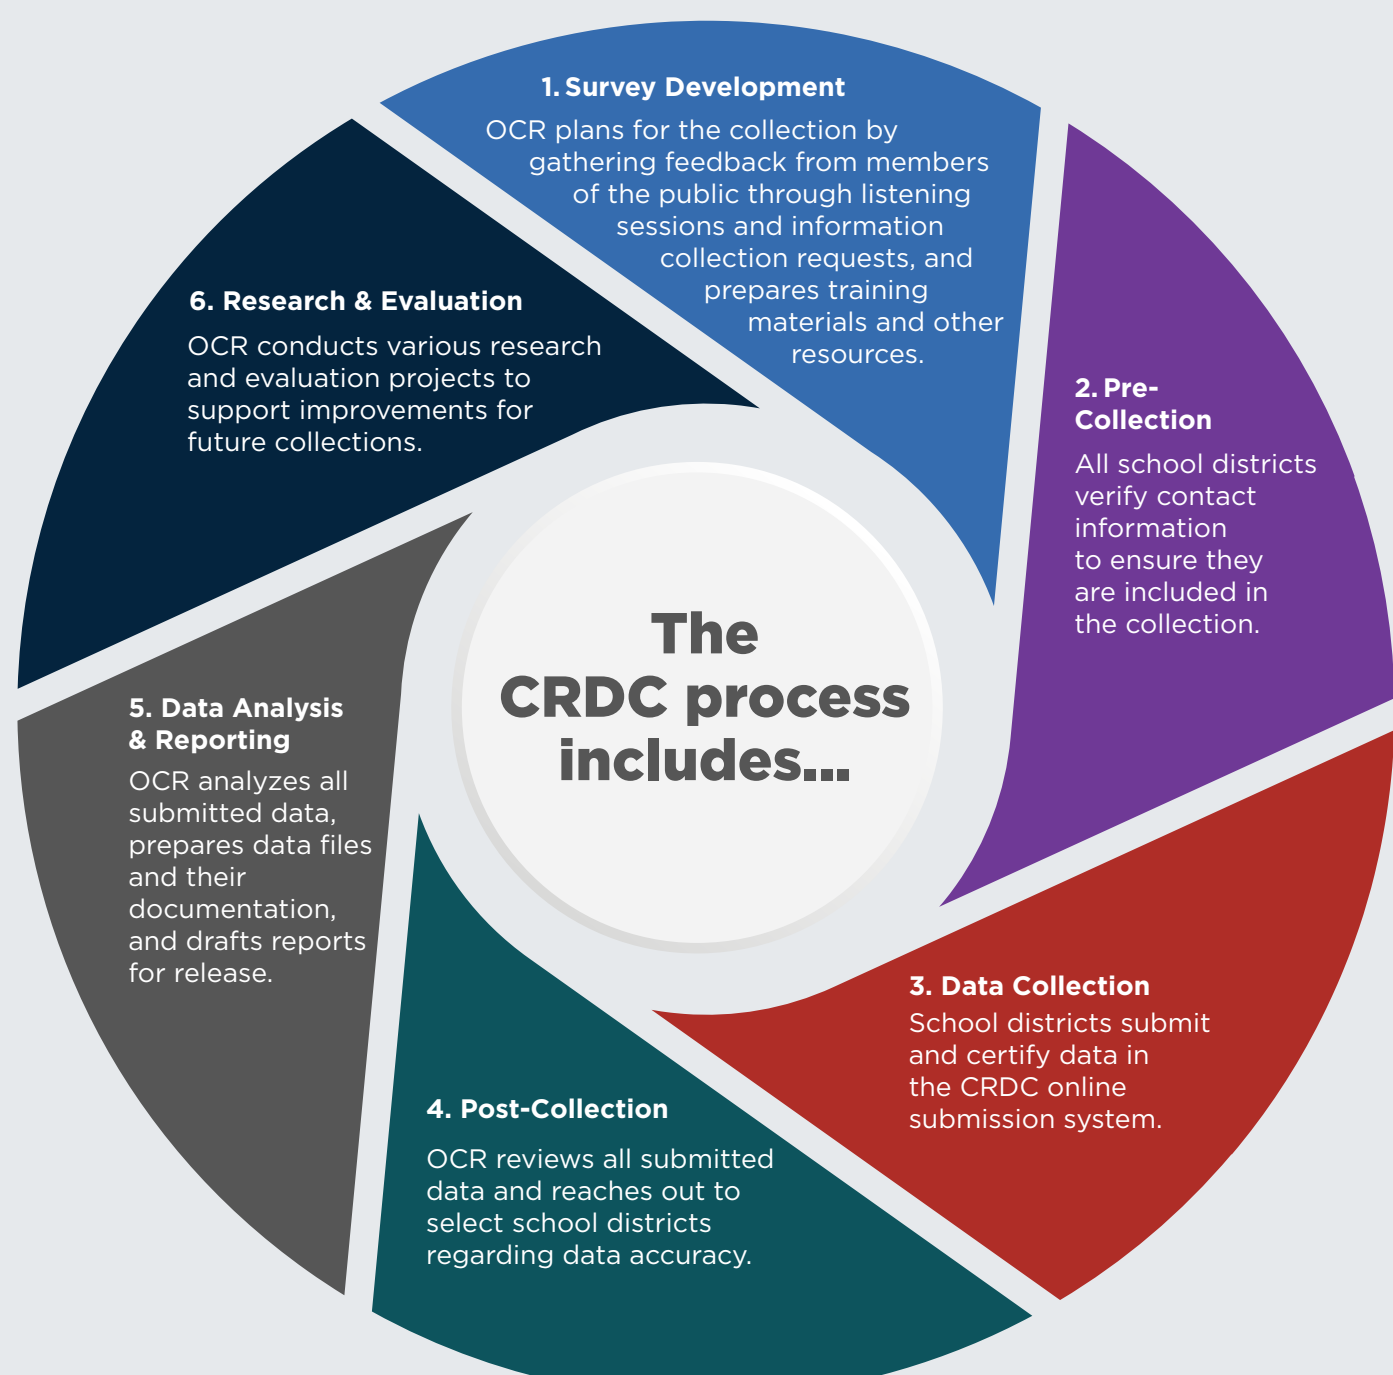 The
CRDC process
includes...
1. Survey Development
OCR plans for the collection by
gathering feedback from members
of the public through listening
sessions and information
collection requests, and
prepares training
materials and other
resources.
2. Pre-
Collection
All school districts
verify contact
information
to ensure they
are included in
the collection.
3. Data Collection
School districts submit
and certify data in
the CRDC online
submission system.
4. Post-Collection
OCR reviews all submitted
data and reaches out to
select school districts
regarding data accuracy.
5. Data Analysis
& Reporting
OCR analyzes all
submitted data,
prepares data files
and their
documentation,
and drafts reports
for release.
6. Research & Evaluation
OCR conducts various research
and evaluation projects to
support improvements for
future collections.